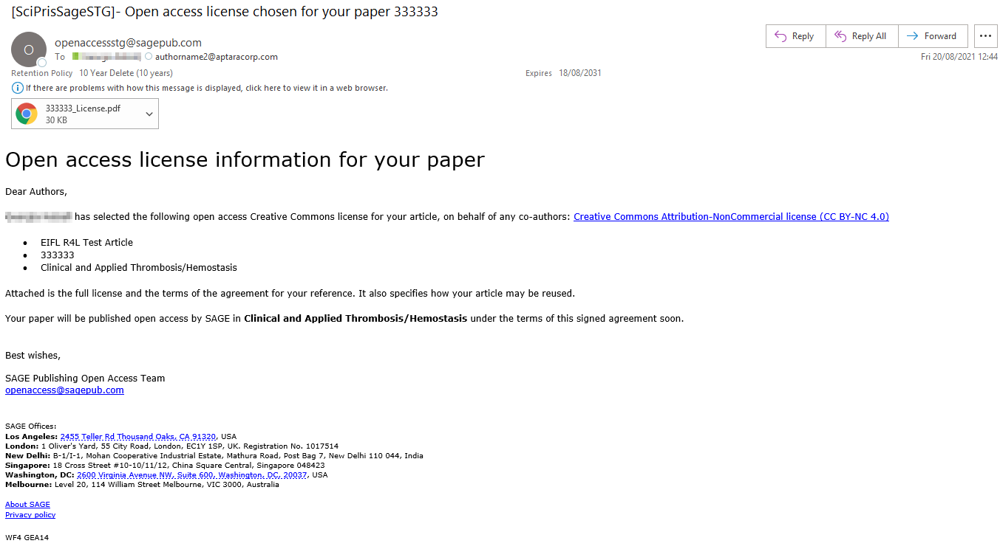 [SciPrisSageSTG]- Open access license chosen for your paper 333333
O
openaccessstg@sagepub.com
To authorname2@aptaracorp.com
Reply
Reply All
Forward
Fri 20/08/2021 12:44
Retention Policy 10 Year Delete (10 years)
Expires 18/08/2031
If there are problems with how this message is displayed, click here to view it in a web browser.
333333_License.pdf
30 KB
Open access license information for your paper
Dear Authors,
has selected the following open access Creative Commons license for your article, on behalf of any co-authors: Creative Commons Attribution-NonCommercial license (CC BY-NC 4.0)
• EIFL R4L Test Article
• 333333
• Clinical and Applied Thrombosis/Hemostasis
Attached is the full license and the terms of the agreement for your reference. It also specifies how your article may be reused.
Your paper will be published open access by SAGE in Clinical and Applied Thrombosis/Hemostasis under the terms of this signed agreement soon.
Best wishes,
SAGE Publishing Open Access Team
openaccess@sagepub.com
SAGE Offices:
Los Angeles: 2455 Teller Rd Thousand Oaks, CA 91320, USA
London: 1 Oliver's Yard, 55 City Road, London, EC1Y 1SP, UK. Registration No. 1017514
New Delhi: B-1/I-1, Mohan Cooperative Industrial Estate, Mathura Road, Post Bag 7, New Delhi 110 044, India
Singapore: 18 Cross Street #10-10/11/12, China Square Central, Singapore 048423
Washington, DC: 2600 Virginia Avenue NW, Suite 600, Washington, DC, 20037, USA
Melbourne: Level 20, 114 William Street Melbourne, VIC 3000, Australia
About SAGE
Privacy policy
WF4 GEA14